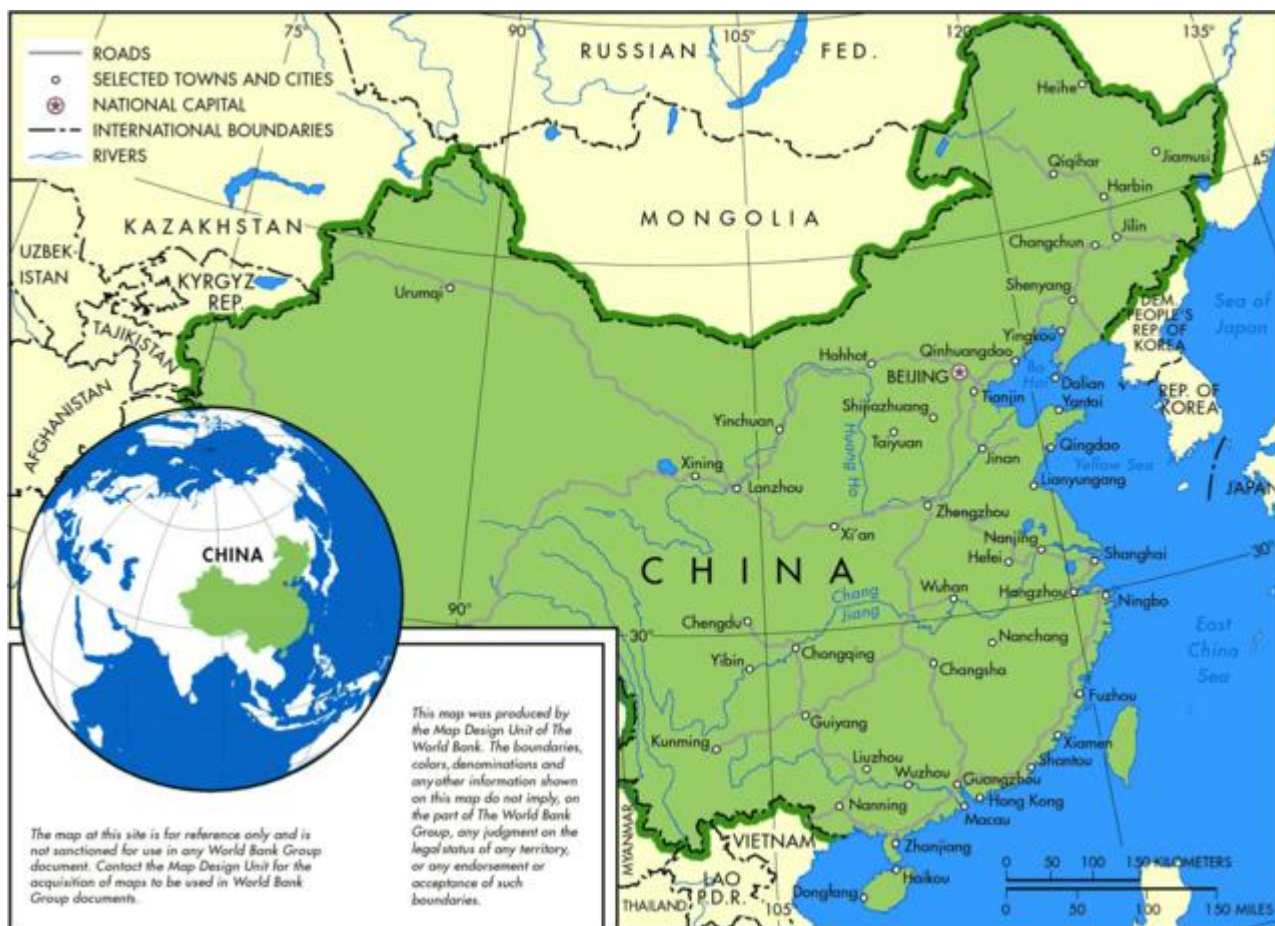 75°
90°
105°
120°
135°
ROADS
SELECTED TOWNS AND CITIES
NATIONAL CAPITAL
INTERNATIONAL BOUNDARIES
RIVERS
RUSSIAN FED.
Heihe
Qiqihar
Jiamusi
45°
Harbin
KAZAKHSTAN
MONGOLIA
Jilin
Changchun
UZBEK-
ISTAN
KYRGYZ
REP.
Urumqi
Shenyang
DEM.
PEOPLE'S
REP. OF
KOREA
Sea of
Japan
TAJIKISTAN
Yingkou
Hohhot
Qinhuangdao
BEIJING
Bo
Hai
Dalian
REP. OF
KOREA
AFGHANISTAN
Tianjin
Yantai
Yinchuan
Shijiazhuang
Taiyuan
Huang Ho
Jinan
Qingdao
Yellow Sea
Xining
Lanzhou
Lianyungang
JAPAN
Zhengzhou
Xi'an
Nanjing
Hefei
Shanghai
30°
CHINA
CHINA
Wuhan
Hangzhou
Ningbo
Chang
Jiang
90°
Chengdu
30°
Nanchang
East
China
Sea
Chongqing
Yibin
Changsha
Fuzhou
Guiyang
Kunming
Xiamen
Liuzhou
Shantou
Wuzhou
Guangzhou
Hong Kong
Macau
Nanning
MYANMAR
VIETNAM
Zhanjiang
LAO
P.D.R.
Haikou
Dongfang
THAILAND
105°
0 50 100 150 KILOMETERS
0 50 100 150 MILES
This map was produced by
the Map Design Unit of The
World Bank. The boundaries,
colors, denominations and
any other information shown
on this map do not imply, on
the part of The World Bank
Group, any judgment on the
legal status of any territory,
or any endorsement or
acceptance of such
boundaries.
The map at this site is for reference only and is
not sanctioned for use in any World Bank Group
document. Contact the Map Design Unit for the
acquisition of maps to be used in World Bank
Group documents.